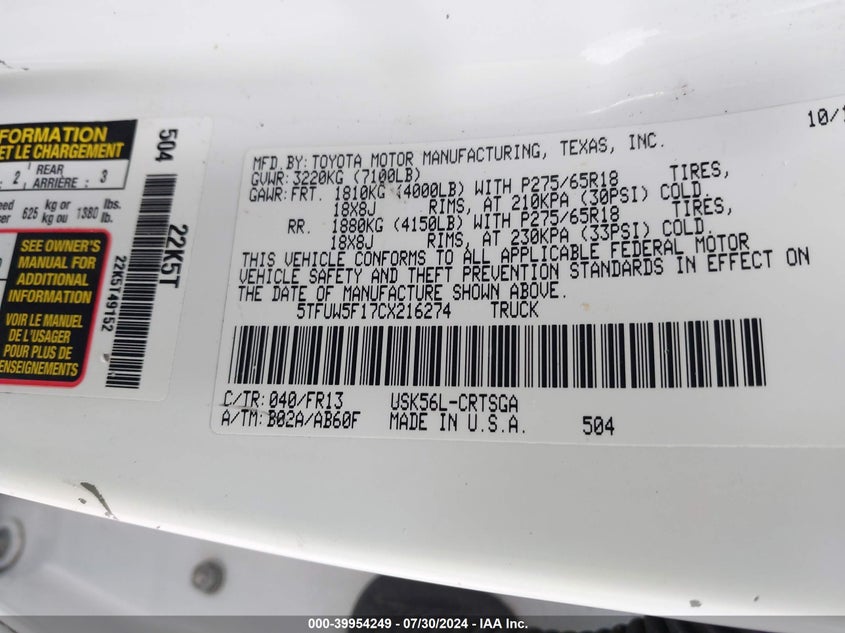 FORMATION
ET LE CHARGEMENT
2 REAR ARRIÈRE : 3
625 kg or kg ou 1380 lbs. lb.
SEE OWNER'S
MANUAL FOR
ADDITIONAL
INFORMATION
VOIR LE MANUEL
DE L'USAGER
POUR PLUS DE
RENSEIGNEMENTS
504
22K5T
22K5T49152
10/1
MFD.BY: TOYOTA MOTOR MANUFACTURING, TEXAS, INC.
GVWR: 3220KG (7100LB)
GAWR: FRT. 1810KG (4000LB) WITH P275/65R18 TIRES,
18X8J RIMS, AT 210KPA (30PSI) COLD.
RR. 1880KG (4150LB) WITH P275/65R18 TIRES,
18X8J RIMS, AT 230KPA (33PSI) COLD.
THIS VEHICLE CONFORMS TO ALL APPLICABLE FEDERAL MOTOR
VEHICLE SAFETY AND THEFT PREVENTION STANDARDS IN EFFECT ON
THE DATE OF MANUFACTURE SHOWN ABOVE.
5TFUW5F17CX216274 TRUCK
C/TR: 040/FR13 USK56L-CRTSGA
A/TM: B02A/AB60F MADE IN U.S.A. 504
000-39954249 - 07/30/2024 - IAA Inc.